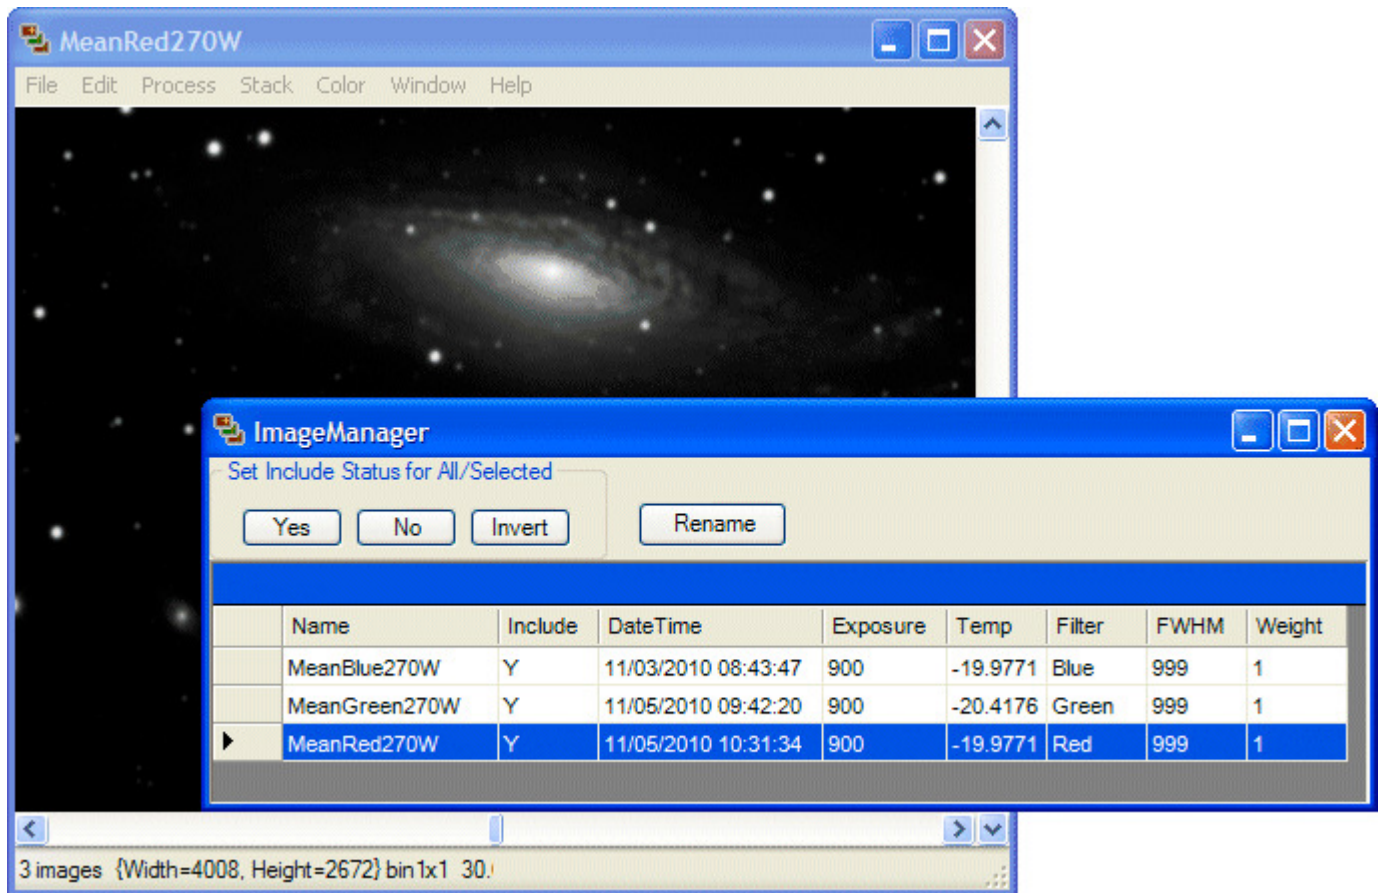 MeanRed270W
File Edit Process Stack Color Window Help
ImageManager
Set Include Status for All/Selected
Yes No Invert Rename
Name Include DateTime Exposure Temp Filter FWHM Weight
MeanBlue270W Y 11/03/2010 08:43:47 900 -19.9771 Blue 999 1
MeanGreen270W Y 11/05/2010 09:42:20 900 -20.4176 Green 999 1
MeanRed270W Y 11/05/2010 10:31:34 900 -19.9771 Red 999 1
3 images {Width=4008, Height=2672} bin1x1 30.